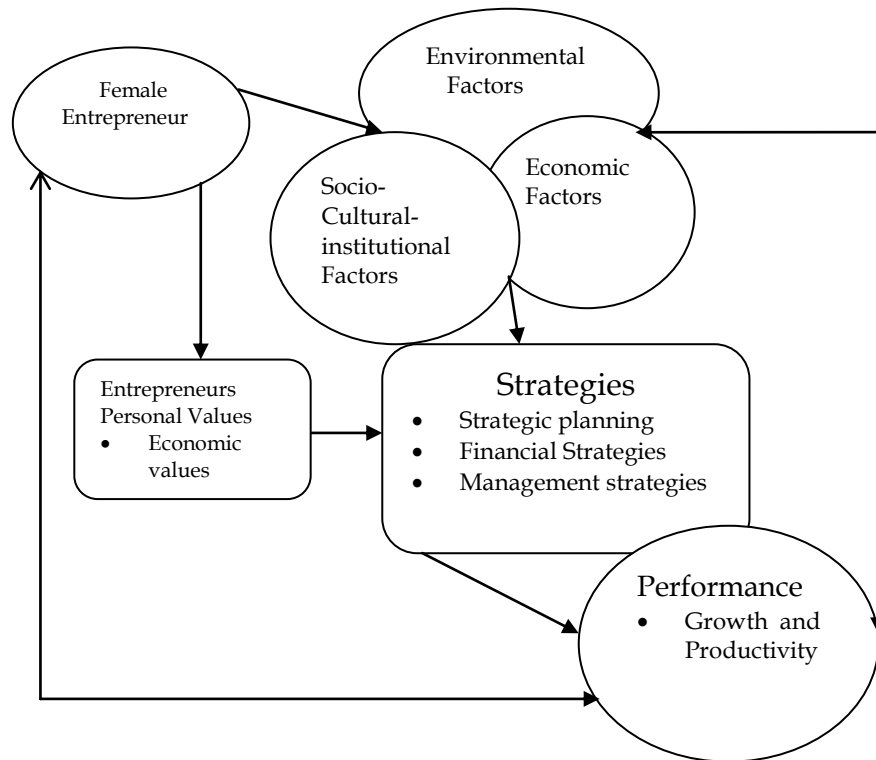 Female
Entrepreneur
Environmental
Factors
Economic
Factors
Socio-
Cultural-
institutional
Factors
Entrepreneurs
Personal Values
• Economic
values
Strategies
• Strategic planning
• Financial Strategies
• Management strategies
Performance
• Growth and
Productivity